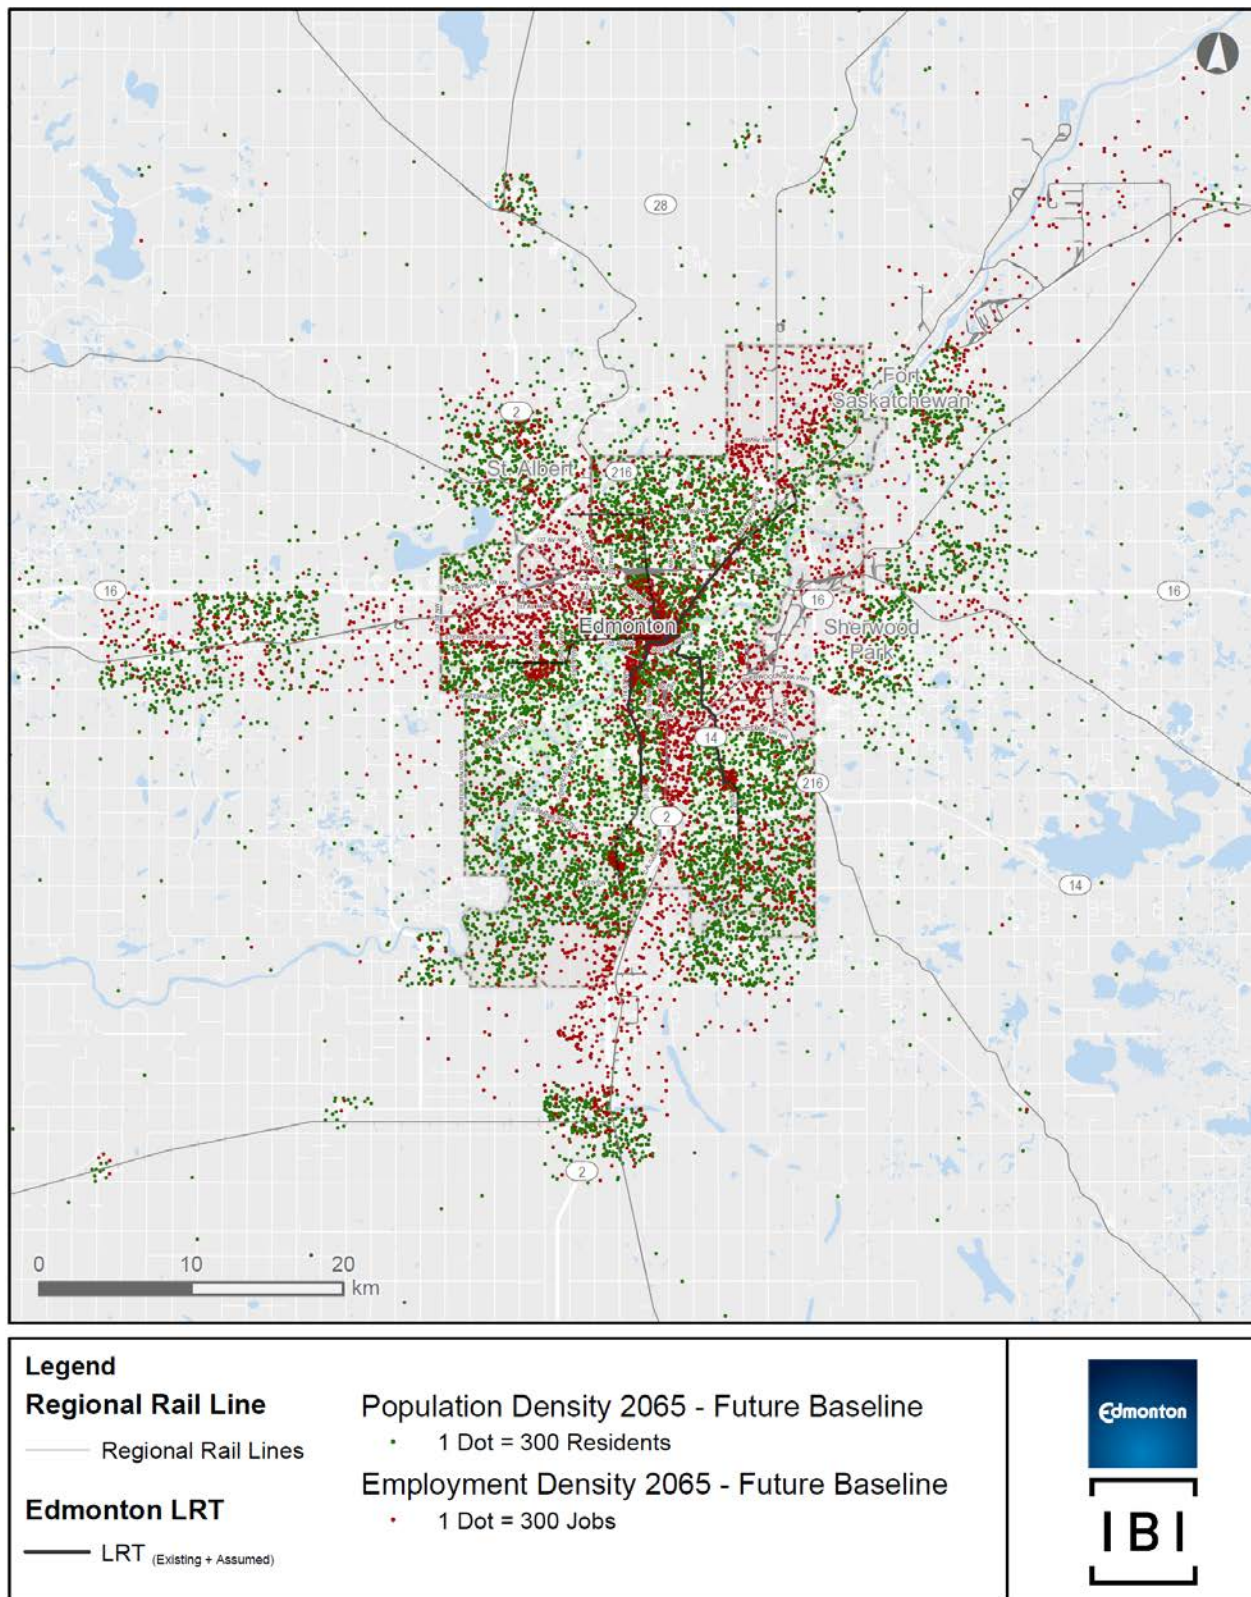 28
Fort
Saskatchewan
2
St. Albert
216
16
16
16
Edmonton
Sherwood
Park
14
216
2
14
2
0 10 20
km
Legend
Regional Rail Line
Regional Rail Lines
Edmonton LRT
LRT (Existing + Assumed)
Population Density 2065 - Future Baseline
1 Dot = 300 Residents
Employment Density 2065 - Future Baseline
1 Dot = 300 Jobs
Edmonton
IBI